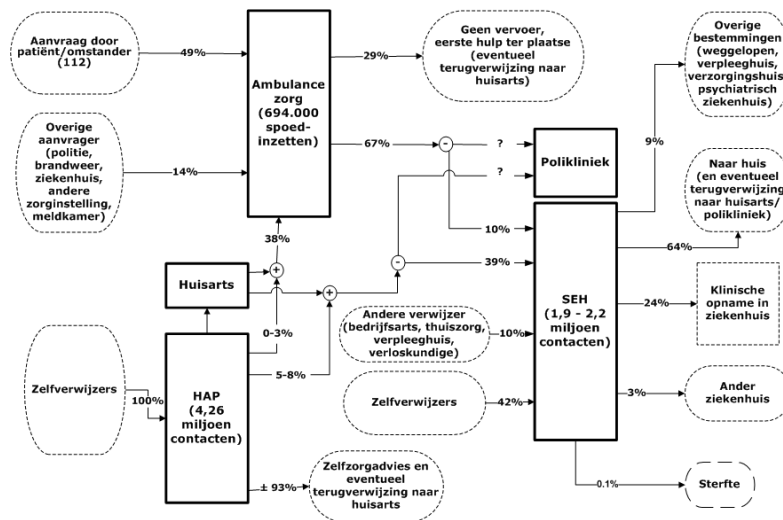 Aanvraag door
patiënt/omstander
(112)
49%
Overige
aanvrager
(politie,
brandweer,
ziekenhuis,
andere
zorginstelling,
meldkamer)
14%
Ambulance
zorg
(694.000
spoed-
inzetten)
29%
Geen vervoer,
eerste hulp ter plaatse
(eventueel
terugverwijzing naar
huisarts)
67%
-
?
?
Polikliniek
Overige
bestemmingen
(weggelopen,
verpleeghuis,
verzorgingshuis,
psychiatrisch
ziekenhuis)
9%
Naar huis
(en eventueel
terugverwijzing
naar huisarts/
polikliniek)
64%
38%
+
Huisarts
+
-
10%
39%
0-3%
5-8%
Andere verwijzer
(bedrijfsarts, thuiszorg,
verpleeghuis,
verloskundige)
10%
SEH
(1,9 - 2,2
miljoen
contacten)
24%
Klinische
opname in
ziekenhuis
Zelfverwijzers
100%
HAP
(4,26
miljoen
contacten)
Zelfverwijzers
42%
3%
Ander
ziekenhuis
± 93%
Zelfzorgadvies en
eventueel
terugverwijzing naar
huisarts
0.1%
Sterfte